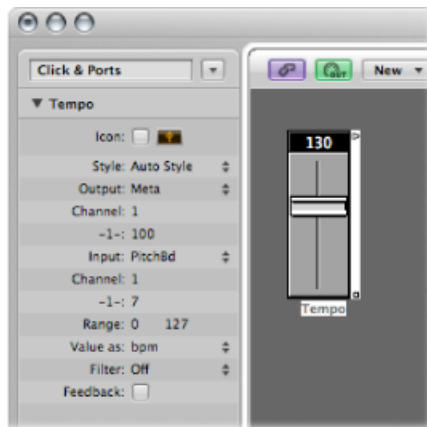 Click & Ports
OUT
New
Tempo
Icon:
Style: Auto Style
Output: Meta
Channel: 1
-1-: 100
Input: PitchBd
Channel: 1
-1-: 7
Range: 0 127
Value as: bpm
Filter: Off
Feedback:
130
Tempo